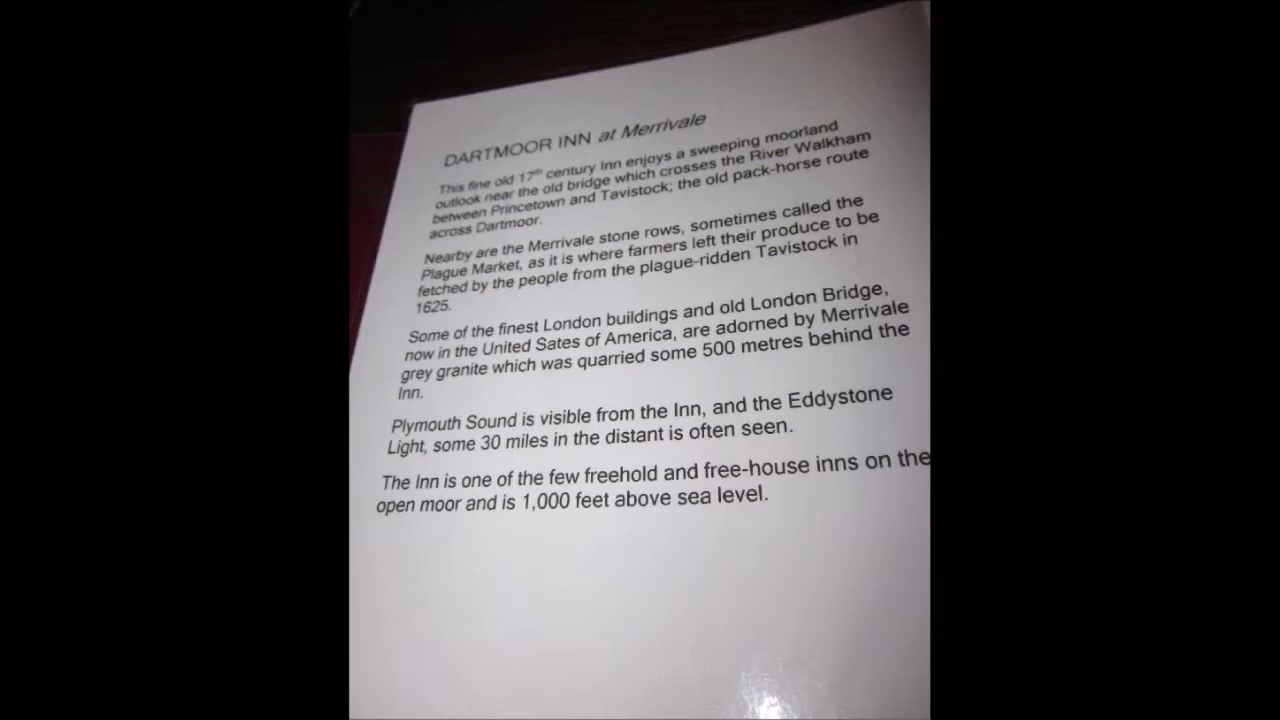 DARTMOOR INN at Merrivale
This fine old 17th century Inn enjoys a sweeping moorland
outlook near the old bridge which crosses the River Walkham
between Princetown and Tavistock; the old pack-horse route
across Dartmoor.
Nearby are the Merrivale stone rows, sometimes called the
Plague Market, as it is where farmers left their produce to be
fetched by the people from the plague-ridden Tavistock in
1625.
Some of the finest London buildings and old London Bridge,
now in the United Sates of America, are adorned by Merrivale
grey granite which was quarried some 500 metres behind the
Inn.
Plymouth Sound is visible from the Inn, and the Eddystone
Light, some 30 miles in the distant is often seen.
The Inn is one of the few freehold and free-house inns on the
open moor and is 1,000 feet above sea level.